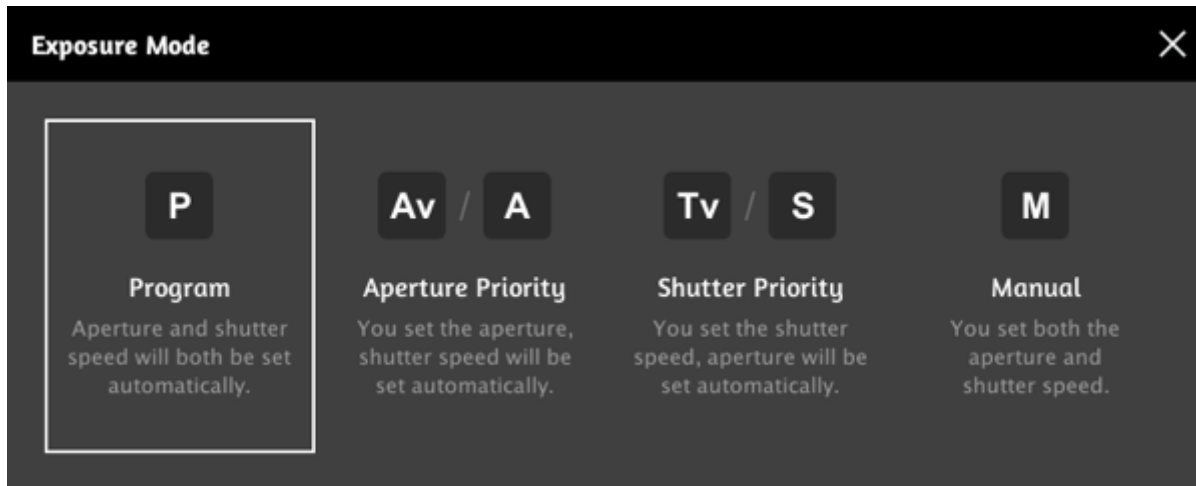 Exposure Mode
P
Av / A
Tv / S
M
Program
Aperture Priority
Shutter Priority
Manual
Aperture and shutter
speed will both be set
automatically.
You set the aperture,
shutter speed will be
set automatically.
You set the shutter
speed, aperture will be
set automatically.
You set both the
aperture and
shutter speed.